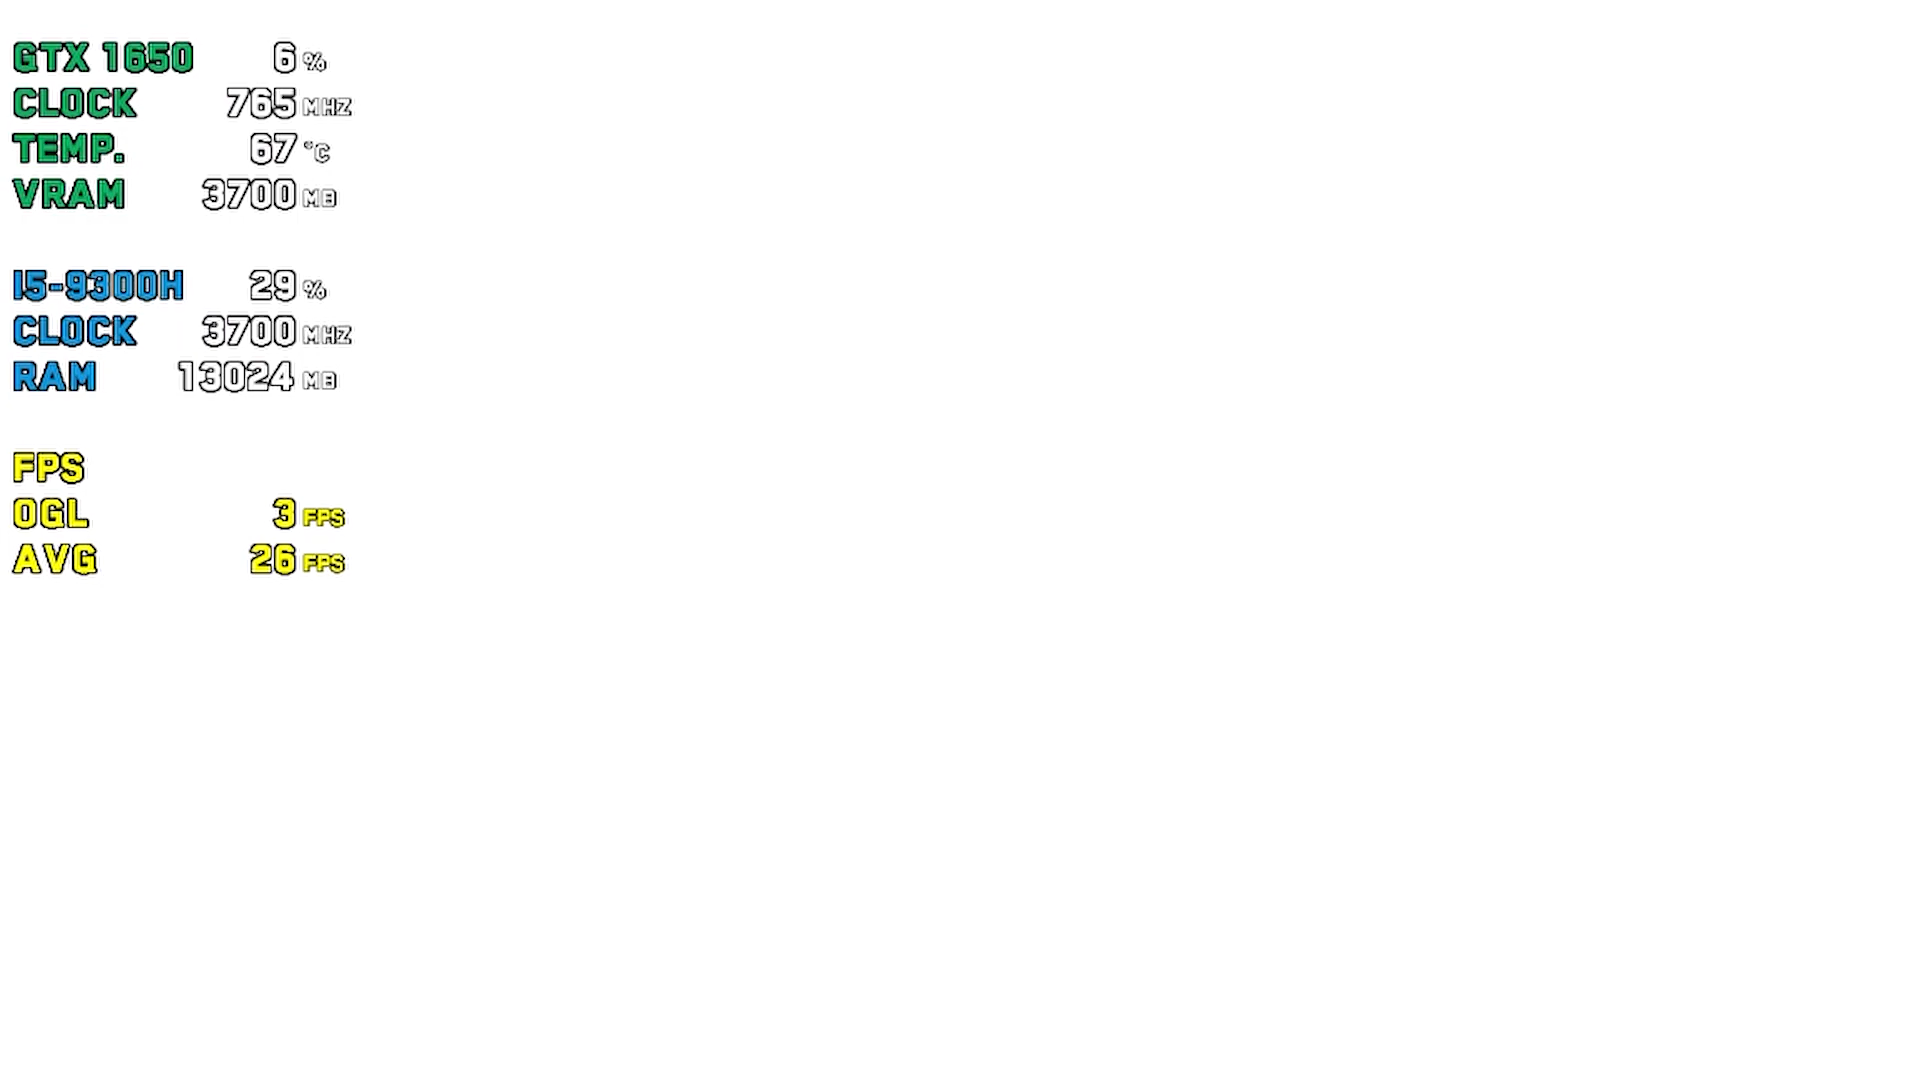 GTX 1650 6 %
CLOCK 765 MHZ
TEMP. 67 °C
VRAM 3700 MB
I5-9300H 29 %
CLOCK 3700 MHZ
RAM 13024 MB
FPS
OGL 3 FPS
AVG 26 FPS